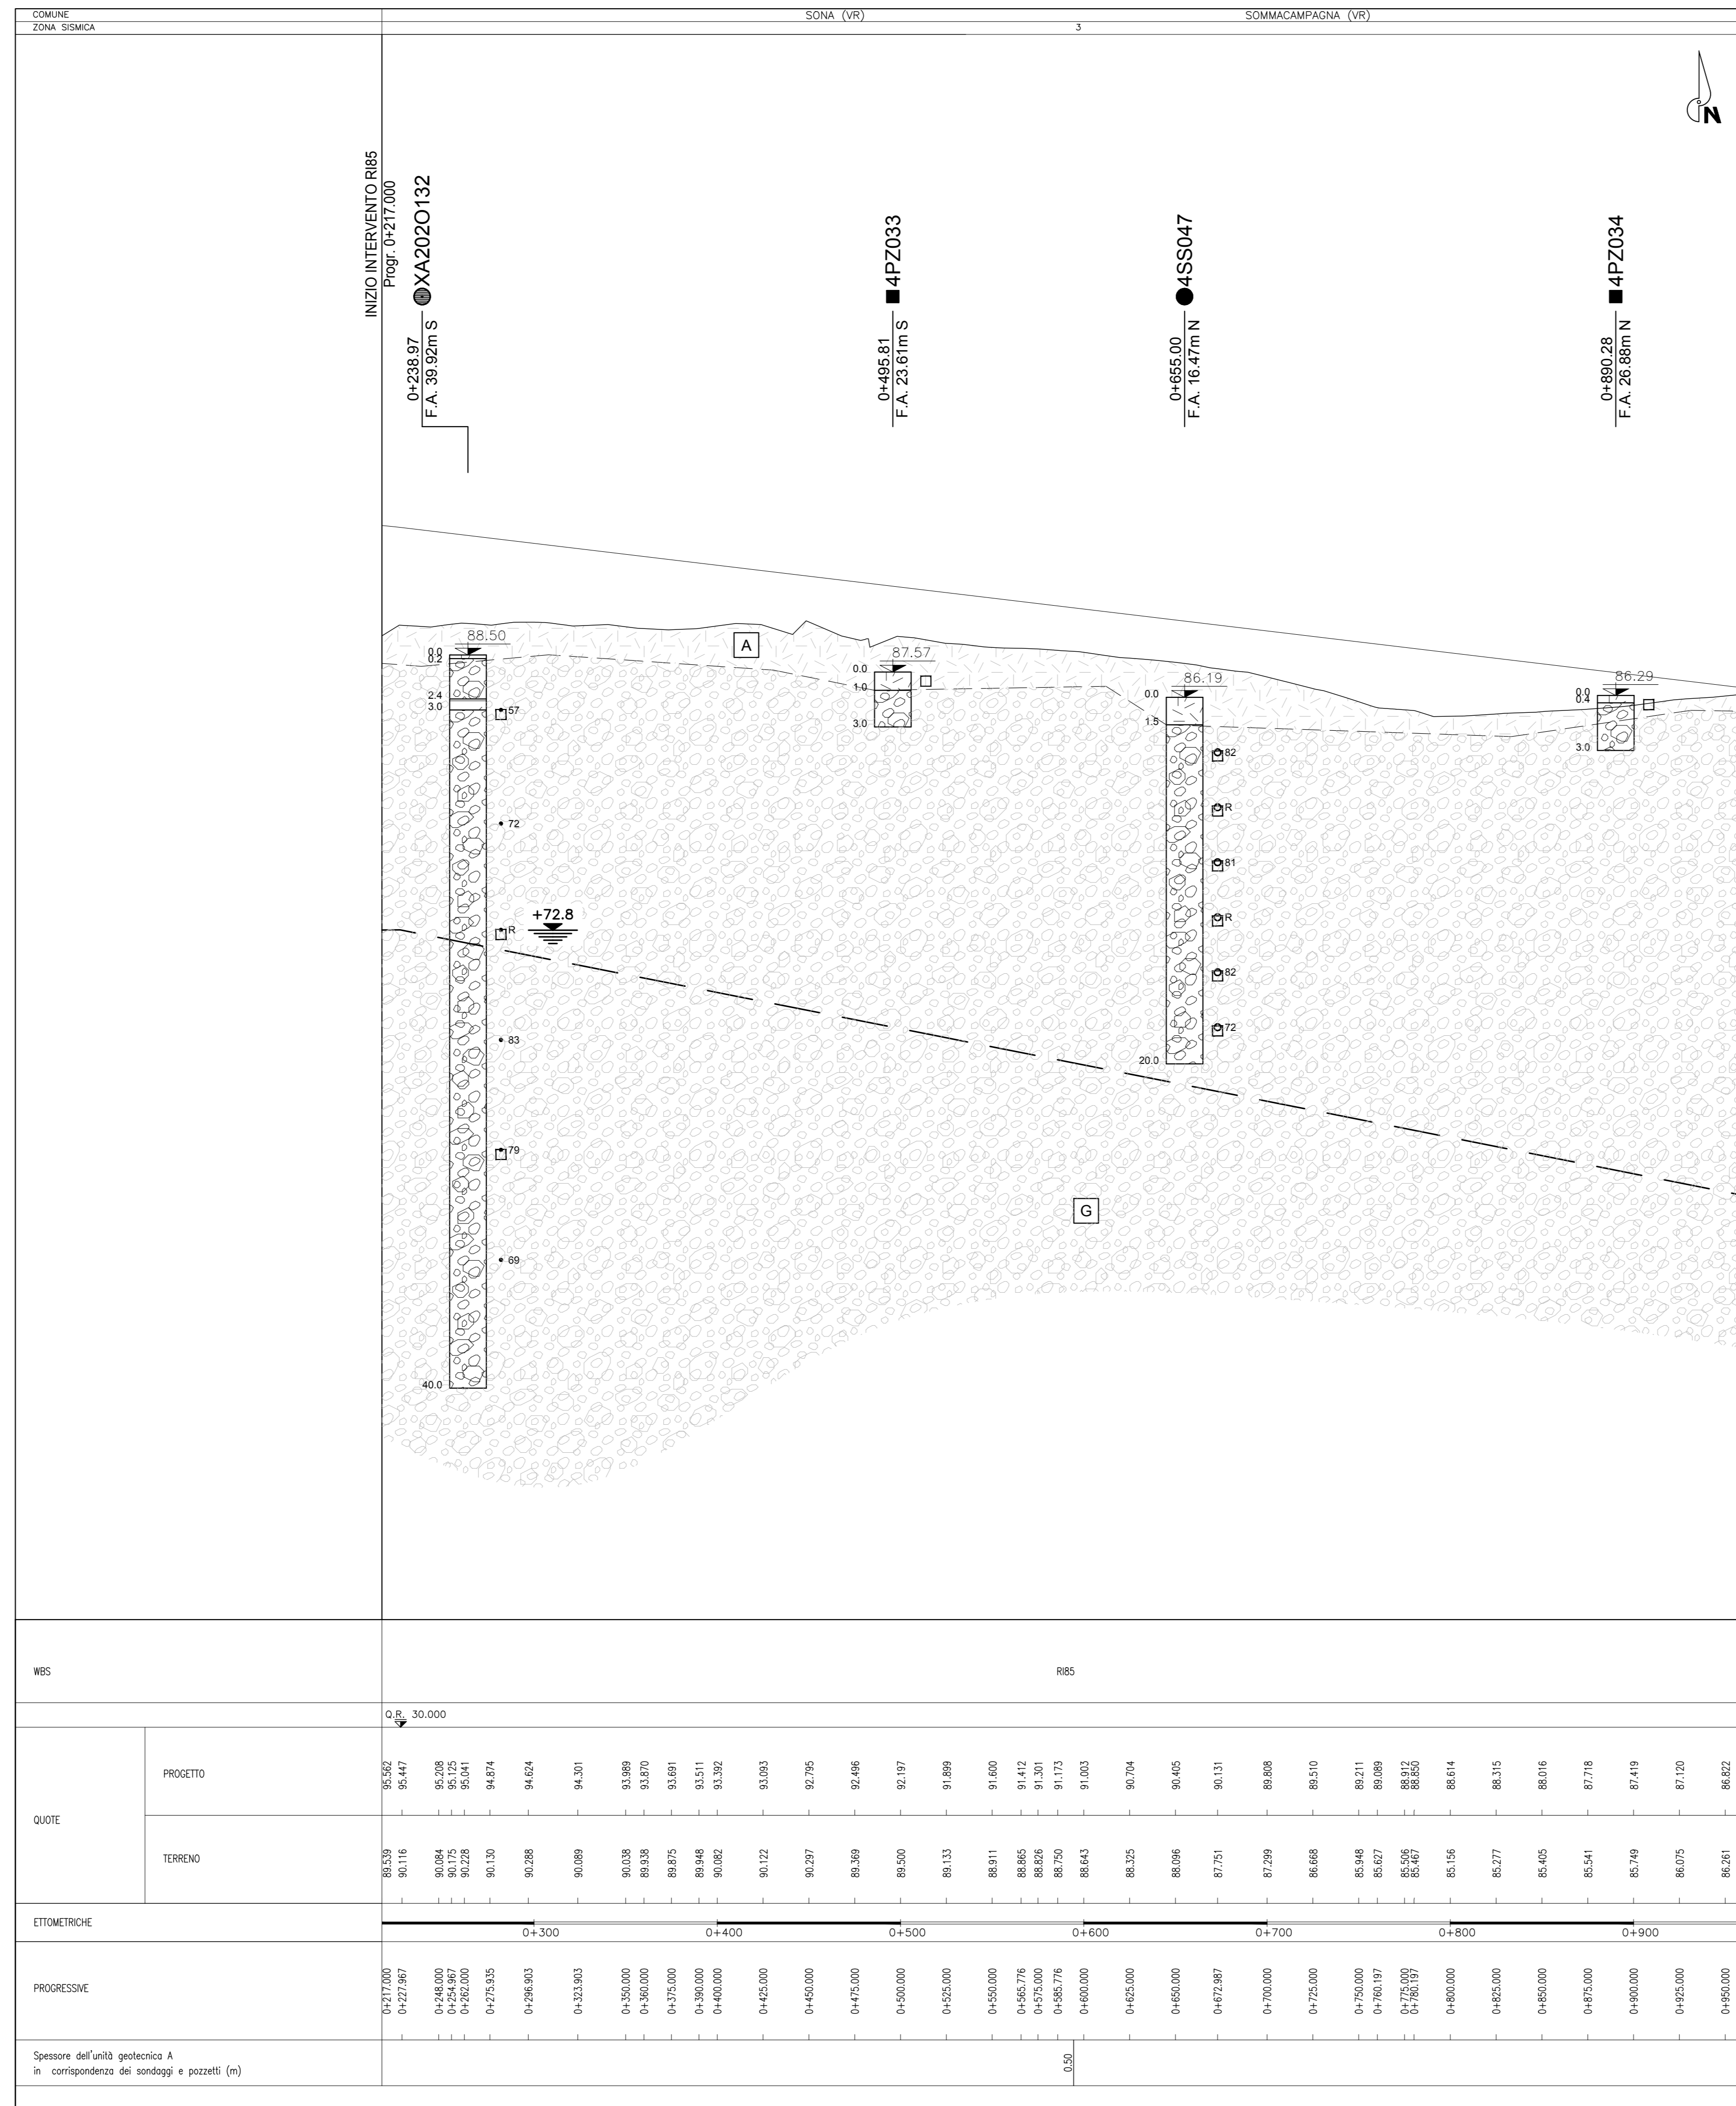 COMUNE
SONA (VR)
SOMMACAMPAGNA (VR)
ZONA SISMICA
3
N
INIZIO INTERVENTO RI85
Progr. 0+217.000
XA202O132
0+238.97
F.A. 39.92m S
4PZ033
0+495.81
F.A. 23.61m S
4SS047
0+655.00
F.A. 16.47m N
4PZ034
0+890.28
F.A. 26.88m N
88.50
0.0
0.2
2.4
3.0
57
72
R
83
79
69
40.0
+72.8
A
87.57
0.0
1.0
3.0
86.19
0.0
1.5
82
R
81
R
82
72
20.0
86.29
0.0
0.4
3.0
G
WBS
RI85
Q.R. 30.000
QUOTE
PROGETTO
95.562 95.447 95.208 95.125 95.041 94.874 94.624 94.301 93.989 93.870 93.691 93.511 93.392 93.093 92.795 92.496 92.197 91.899 91.600 91.412 91.301 91.173 91.003 90.704 90.405 90.131 89.808 89.510 89.211 89.089 88.912 88.850 88.614 88.315 88.016 87.718 87.419 87.120 86.822
TERRENO
89.539 90.116 90.084 90.175 90.228 90.130 90.288 90.089 90.038 89.938 89.875 89.948 90.082 90.122 90.297 89.369 89.500 89.133 88.911 88.865 88.826 88.750 88.643 88.325 88.096 87.751 87.299 86.668 85.948 85.627 85.506 85.467 85.156 85.277 85.405 85.541 85.749 86.075 86.261
ETTOMETRICHE
0+300 0+400 0+500 0+600 0+700 0+800 0+900
PROGRESSIVE
0+217.000 0+227.967 0+248.000 0+254.967 0+262.000 0+275.935 0+296.903 0+323.903 0+350.000 0+360.000 0+375.000 0+390.000 0+400.000 0+425.000 0+450.000 0+475.000 0+500.000 0+525.000 0+550.000 0+565.776 0+575.000 0+585.776 0+600.000 0+625.000 0+650.000 0+672.987 0+700.000 0+725.000 0+750.000 0+760.197 0+775.000 0+780.197 0+800.000 0+825.000 0+850.000 0+875.000 0+900.000 0+925.000 0+950.000
Spessore dell'unità geotecnica A
in corrispondenza dei sondaggi e pozzetti (m)
0.50